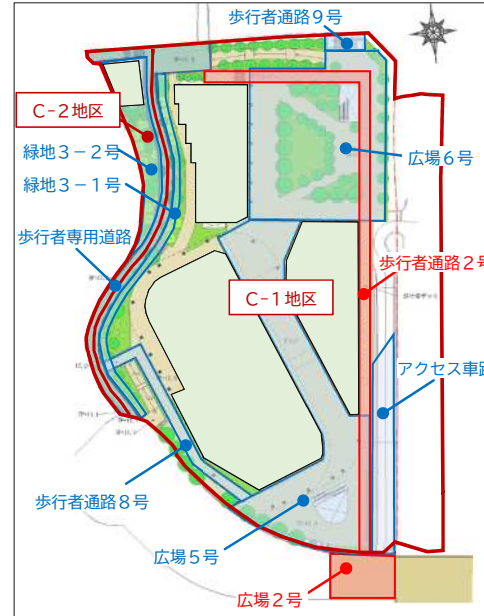 歩行者通路9号
C-2地区
緑地3-2号
広場6号
緑地3-1号
歩行者専用道路
歩行者通路2号
C-1地区
アクセス車路
歩行者通路8号
広場5号
広場2号